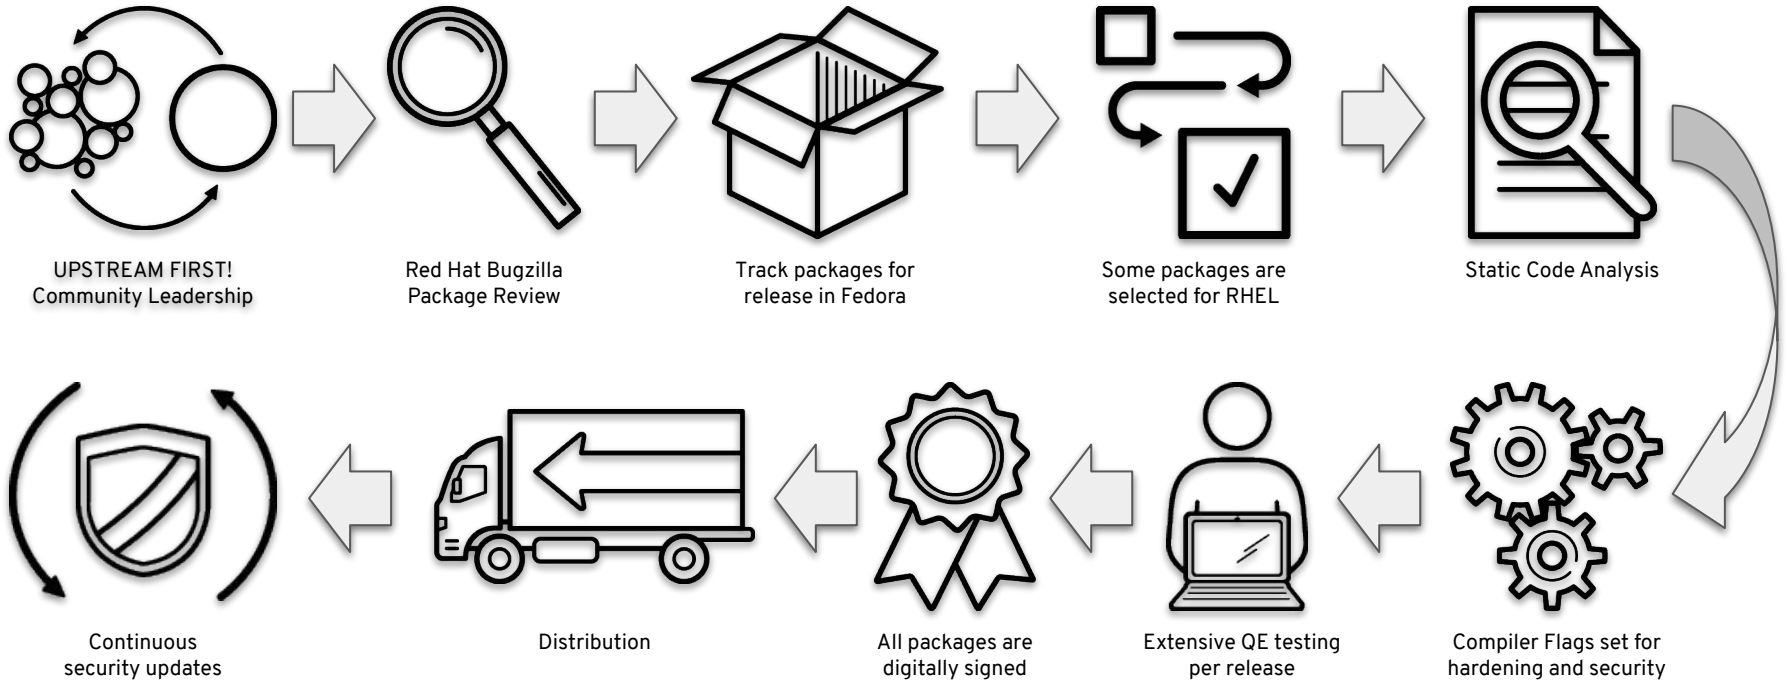 UPSTREAM FIRST!
Community Leadership
Red Hat Bugzilla
Package Review
Track packages for
release in Fedora
Some packages are
selected for RHEL
Static Code Analysis
Continuous
security updates
Distribution
All packages are
digitally signed
Extensive QE testing
per release
Compiler Flags set for
hardening and security